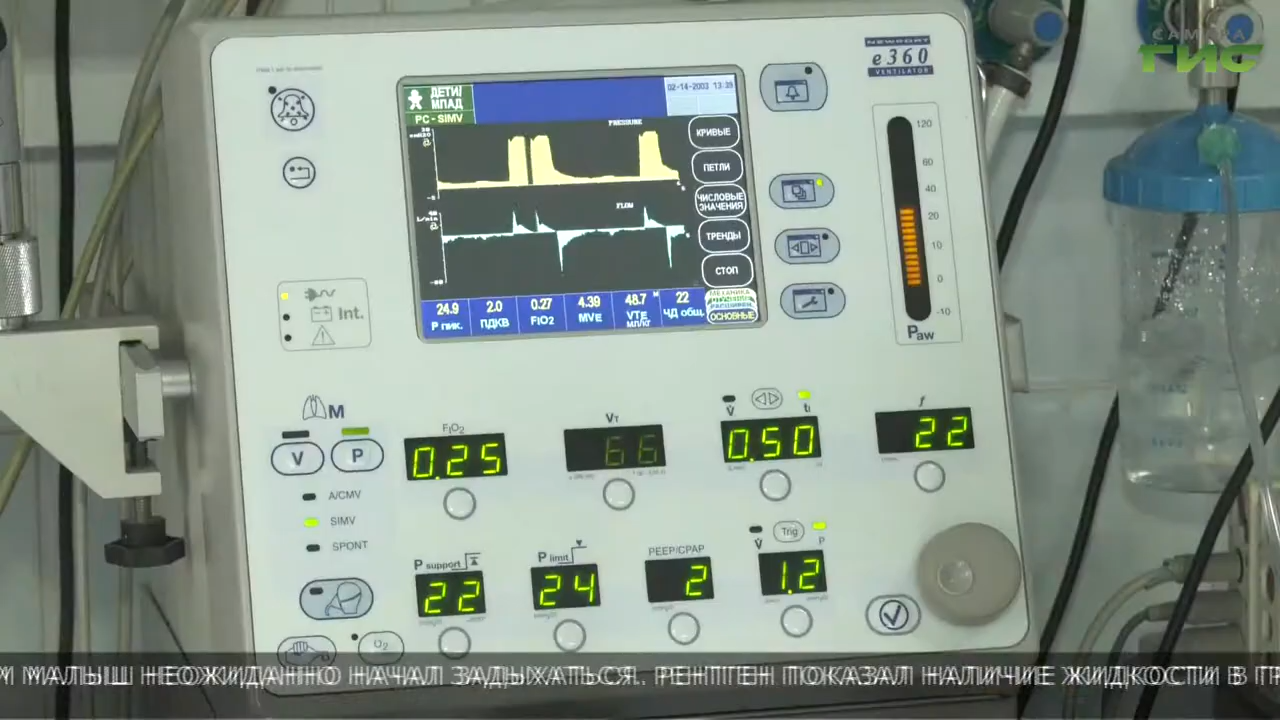 САМАРА
ГИС
NEWPORT
e360
VENTILATOR
ДЕТИ/
МЛАД
PC-SIMV
02-14-2003 13:39
PRESSURE
КРИВЫЕ
ПЕТЛИ
ЧИСЛОВЫЕ
ЗНАЧЕНИЯ
FLOW
ТРЕНДЫ
СТОП
24.9
P пик.
2.0
ПДКВ
0.27
FiO2
4.39
MVE
48.7
VTE
МЛ/КГ
22
ЧД общ.
МЕХАНИКА
ОСНОВНЫЕ
120
60
40
20
10
0
-10
Paw
Int.
M
V
P
A/CMV
SIMV
SPONT
FiO2
0.25
VT
66
V
ti
0.50
f
22
P support
22
P limit
24
PEEP/CPAP
2
V
Trig
P
1.2
O2
МАЛЫШ НЕОЖИДАННО НАЧАЛ ЗАДЫХАТЬСЯ. РЕНТГЕН ПОКАЗАЛ НАЛИЧИЕ ЖИДКОСТИ В